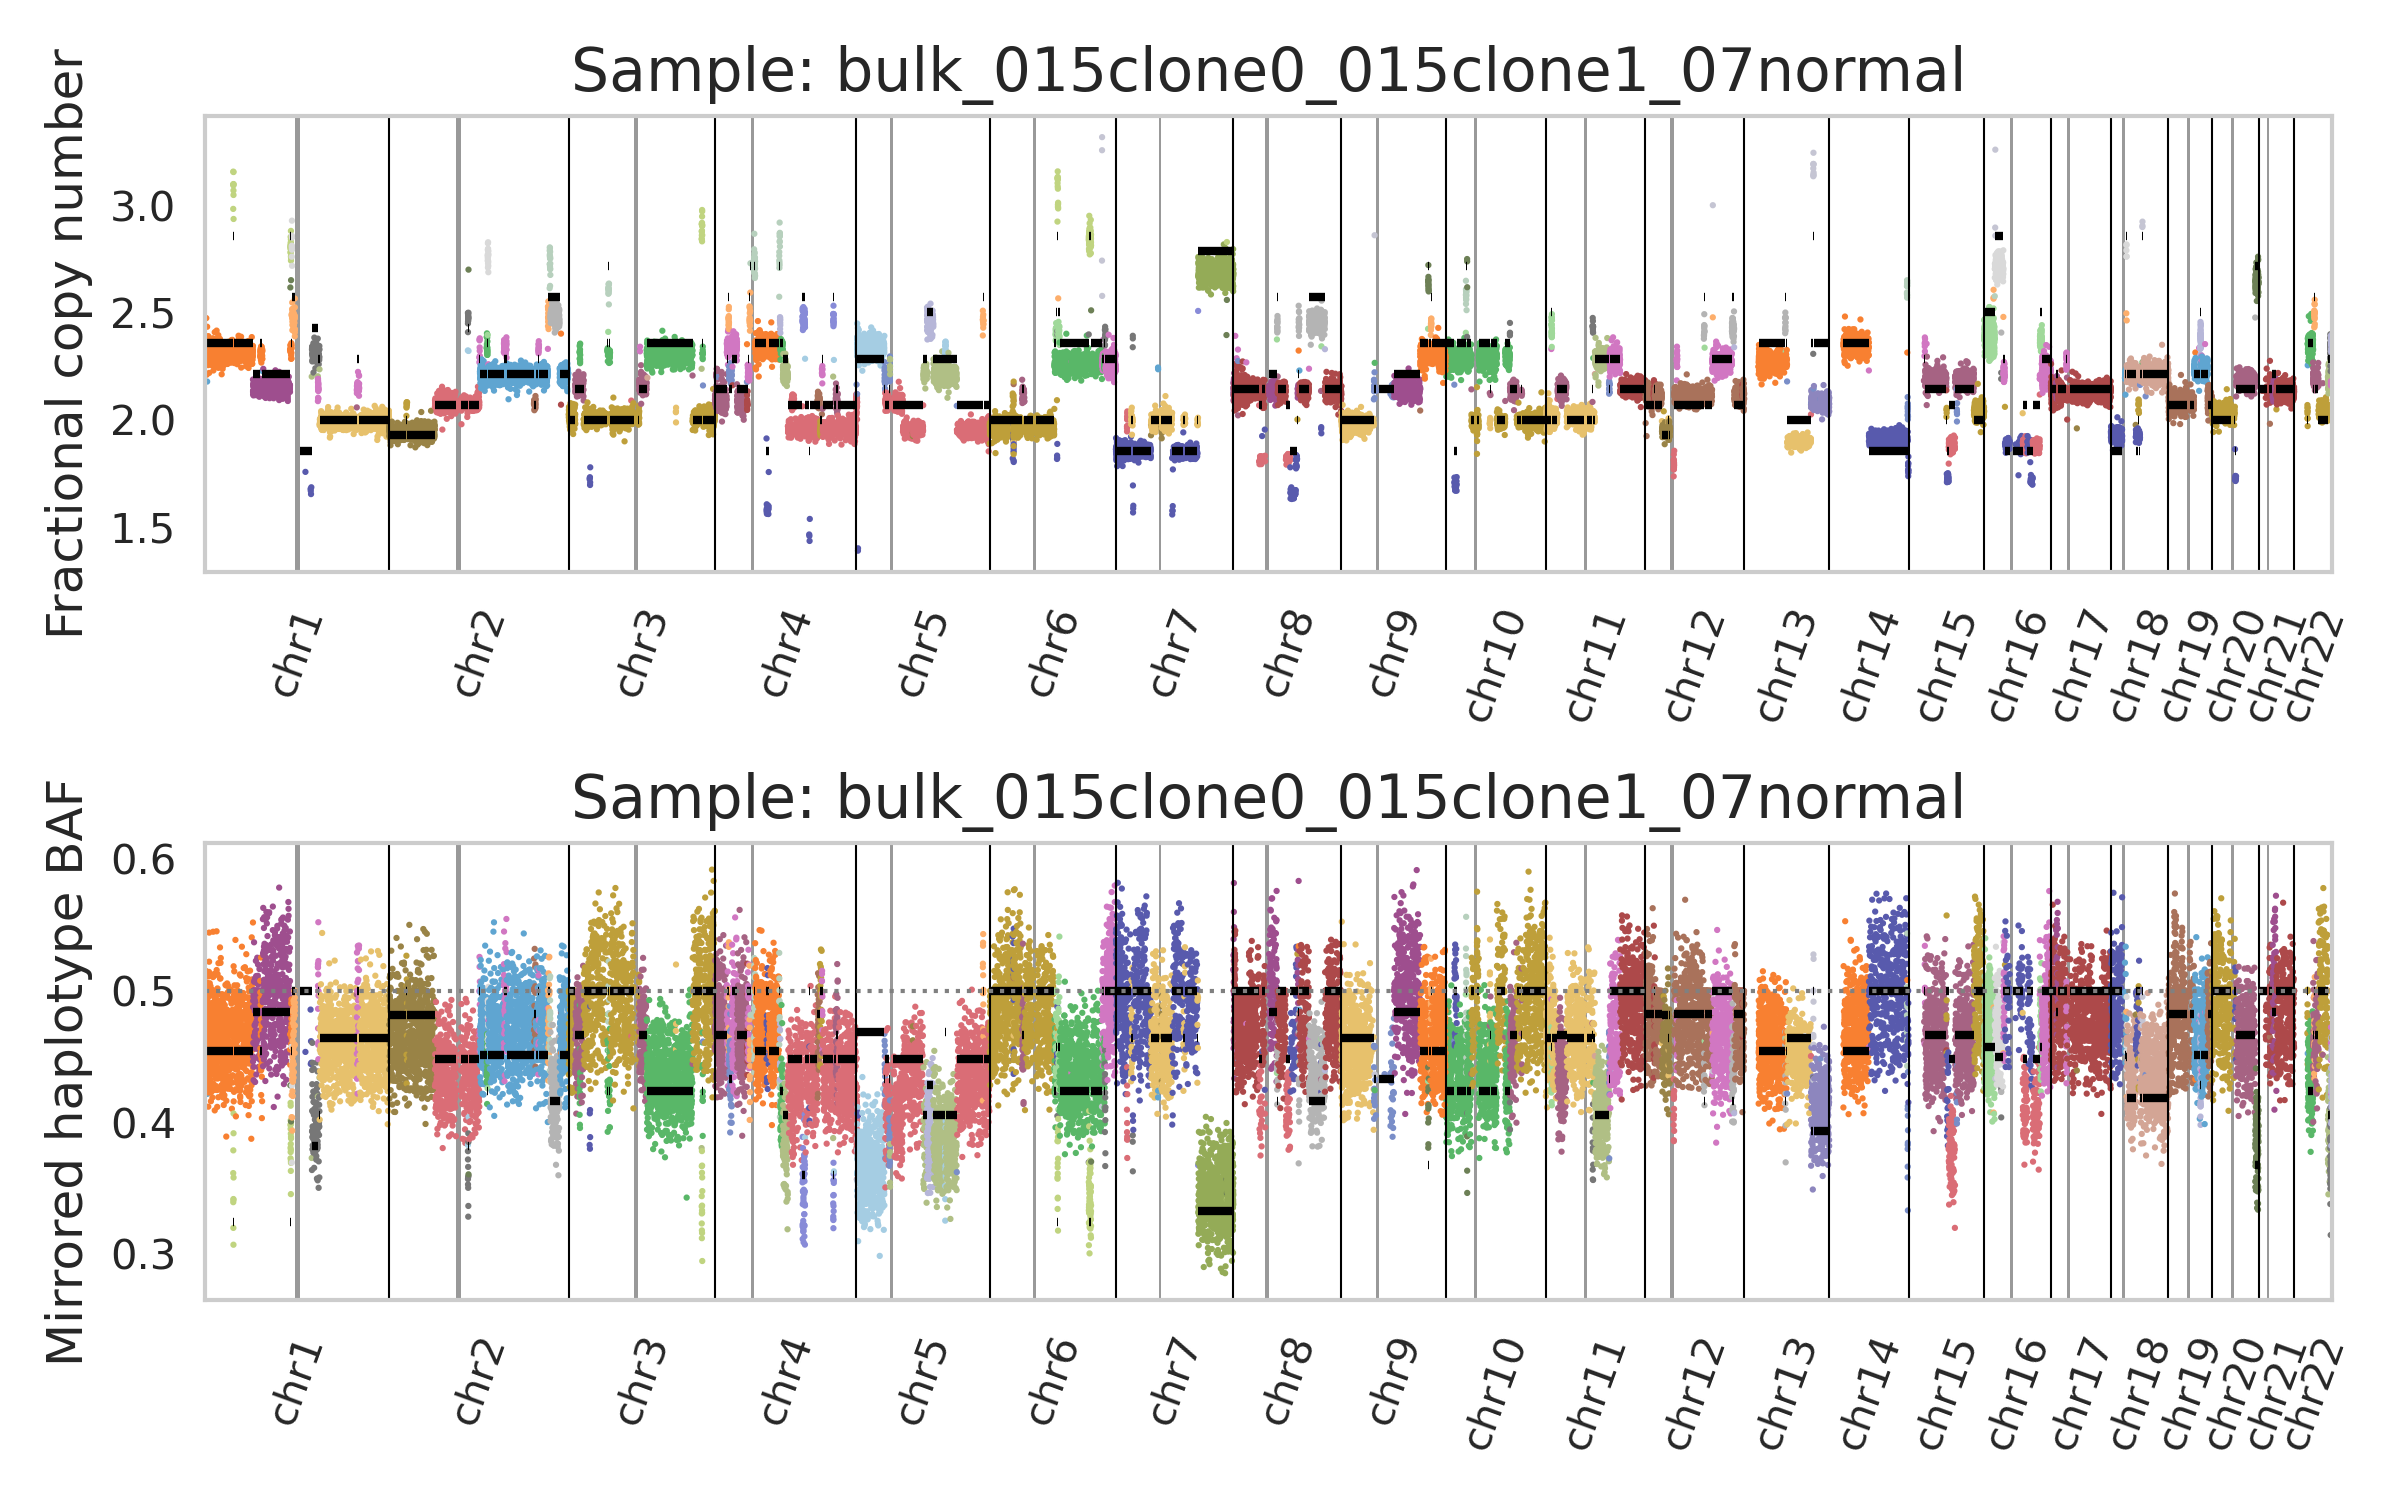 Sample: bulk_015clone0_015clone1_07normal
Fractional copy number
3.0
2.5
2.0
1.5
chr1
chr2
chr3
chr4
chr5
chr6
chr7
chr8
chr9
chr10
chr11
chr12
chr13
chr14
chr15
chr16
chr17
chr18
chr19
chr20
chr21
chr22
Sample: bulk_015clone0_015clone1_07normal
Mirrored haplotype BAF
0.6
0.5
0.4
0.3
chr1
chr2
chr3
chr4
chr5
chr6
chr7
chr8
chr9
chr10
chr11
chr12
chr13
chr14
chr15
chr16
chr17
chr18
chr19
chr20
chr21
chr22